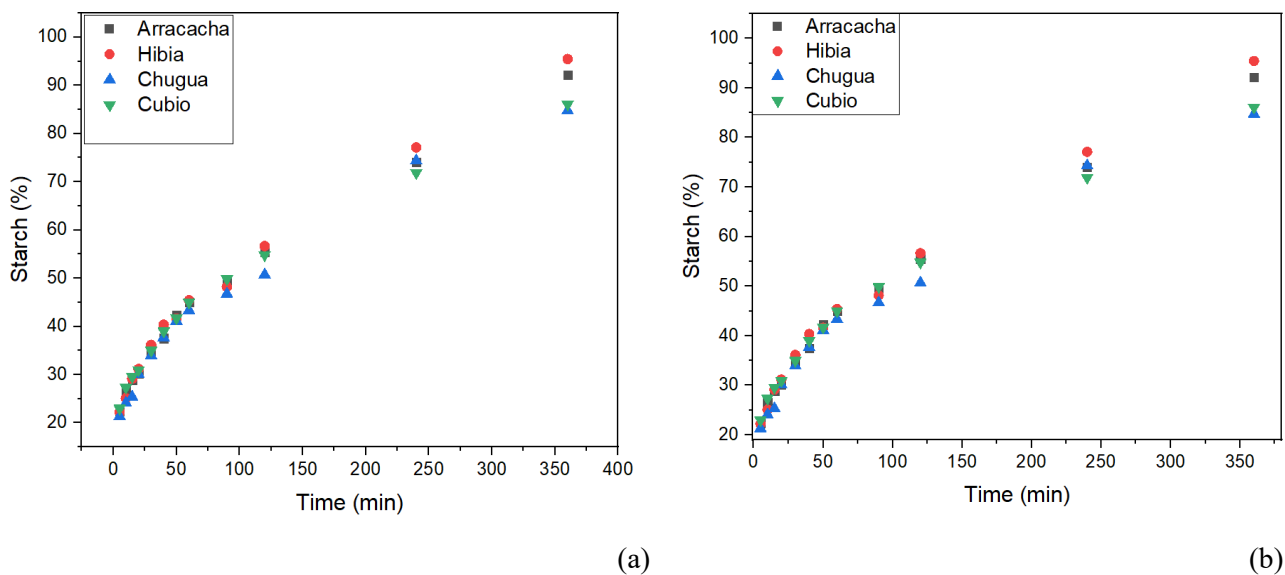 Arracacha
Hibia
Chugua
Cubio
100
90
80
70
60
50
40
30
20
Starch (%)
0 50 100 150 200 250 300 350 400
Time (min)
(a)
Arracacha
Hibia
Chugua
Cubio
100
90
80
70
60
50
40
30
20
Starch (%)
0 50 100 150 200 250 300 350
Time (min)
(b)